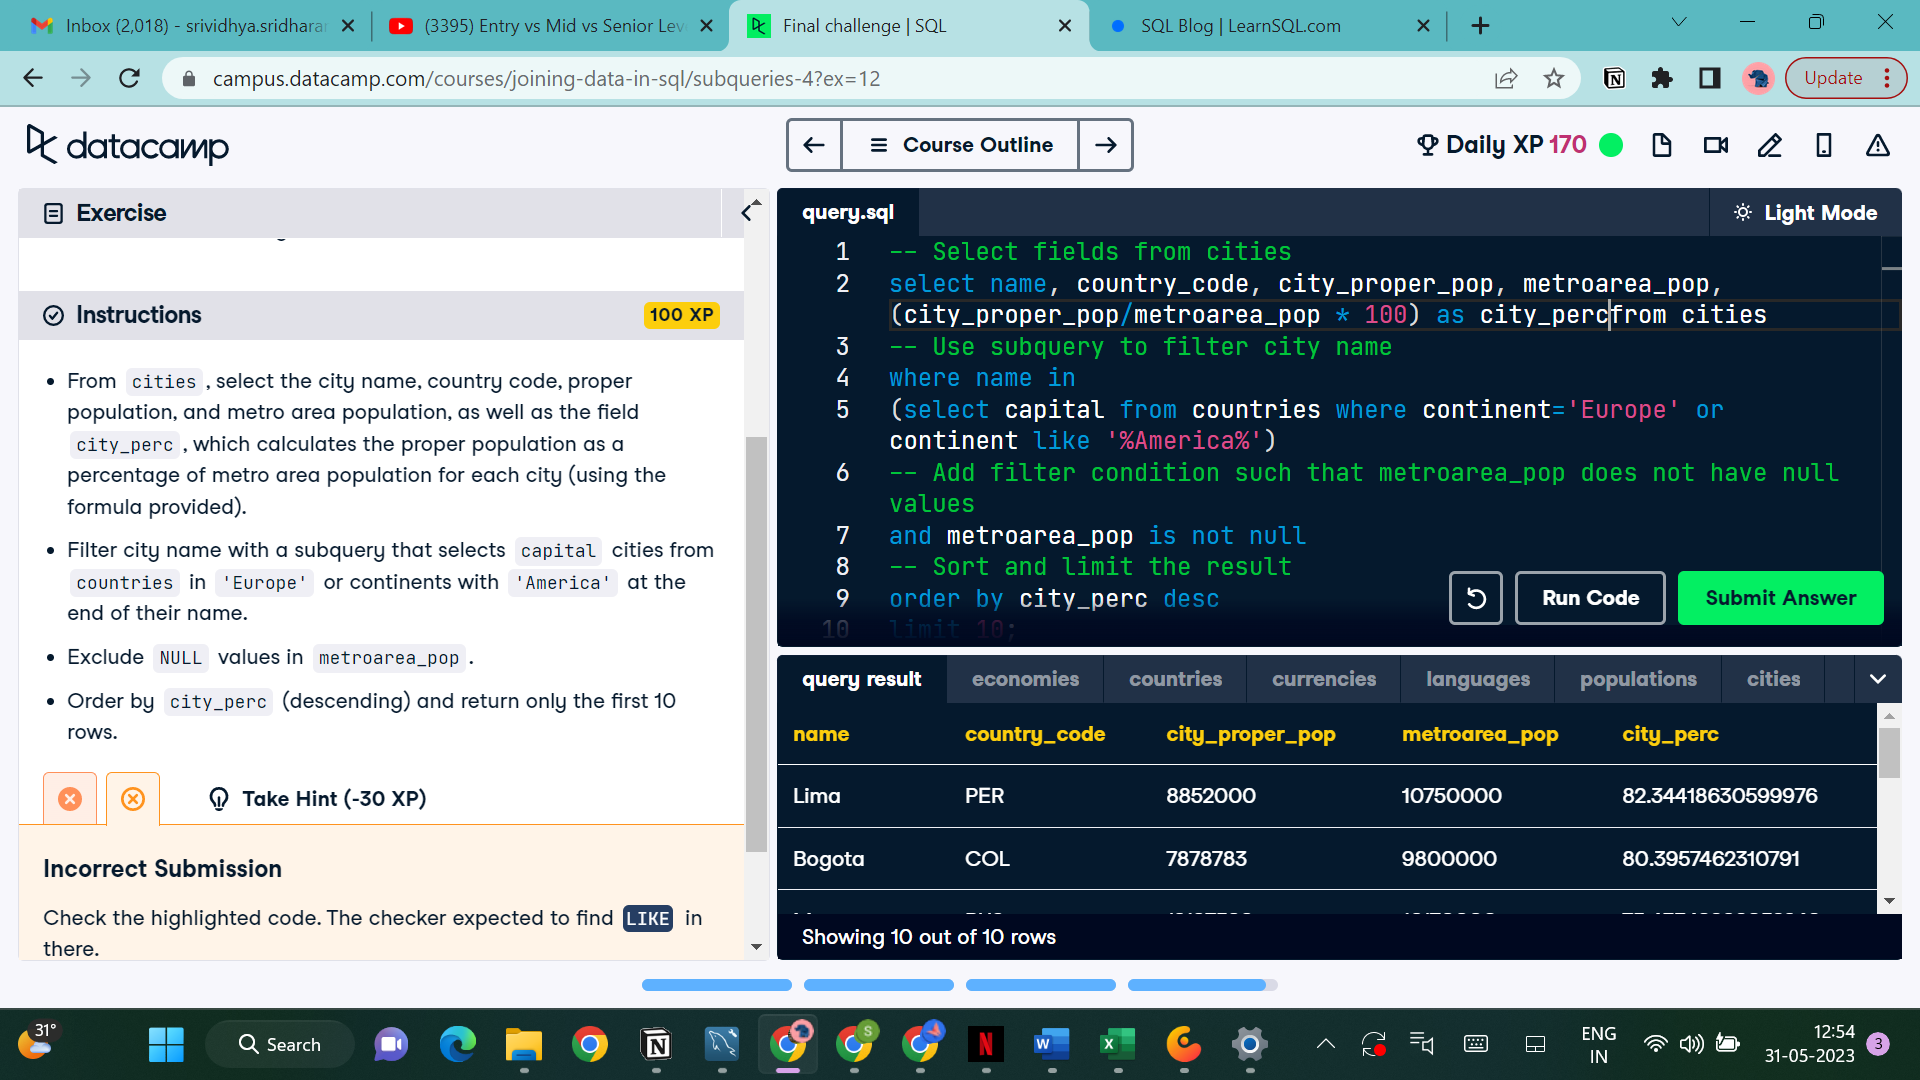 Inbox (2,018) - srividhya.sridharan
(3395) Entry vs Mid vs Senior Leve
Final challenge | SQL
SQL Blog | LearnSQL.com
campus.datacamp.com/courses/joining-data-in-sql/subqueries-4?ex=12
Update
datacamp
Course Outline
Daily XP 170
Exercise
Instructions
100 XP
From cities, select the city name, country code, proper
population, and metro area population, as well as the field
city_perc, which calculates the proper population as a
percentage of metro area population for each city (using the
formula provided).
Filter city name with a subquery that selects capital cities from
countries in 'Europe' or continents with 'America' at the
end of their name.
Exclude NULL values in metroarea_pop.
Order by city_perc (descending) and return only the first 10
rows.
Take Hint (-30 XP)
Incorrect Submission
Check the highlighted code. The checker expected to find LIKE in
there.
query.sql
Light Mode
1 -- Select fields from cities
2 select name, country_code, city_proper_pop, metroarea_pop,
(city_proper_pop/metroarea_pop * 100) as city_percfrom cities
3 -- Use subquery to filter city name
4 where name in
5 (select capital from countries where continent='Europe' or
continent like '%America%')
6 -- Add filter condition such that metroarea_pop does not have null
values
7 and metroarea_pop is not null
8 -- Sort and limit the result
9 order by city_perc desc
10 limit 10;
Run Code
Submit Answer
query result economies countries currencies languages populations cities
name country_code city_proper_pop metroarea_pop city_perc
Lima PER 8852000 10750000 82.34418630599976
Bogota COL 7878783 9800000 80.3957462310791
Showing 10 out of 10 rows
31°
Search
S
N
W
X
ENG
IN
12:54
31-05-2023
3